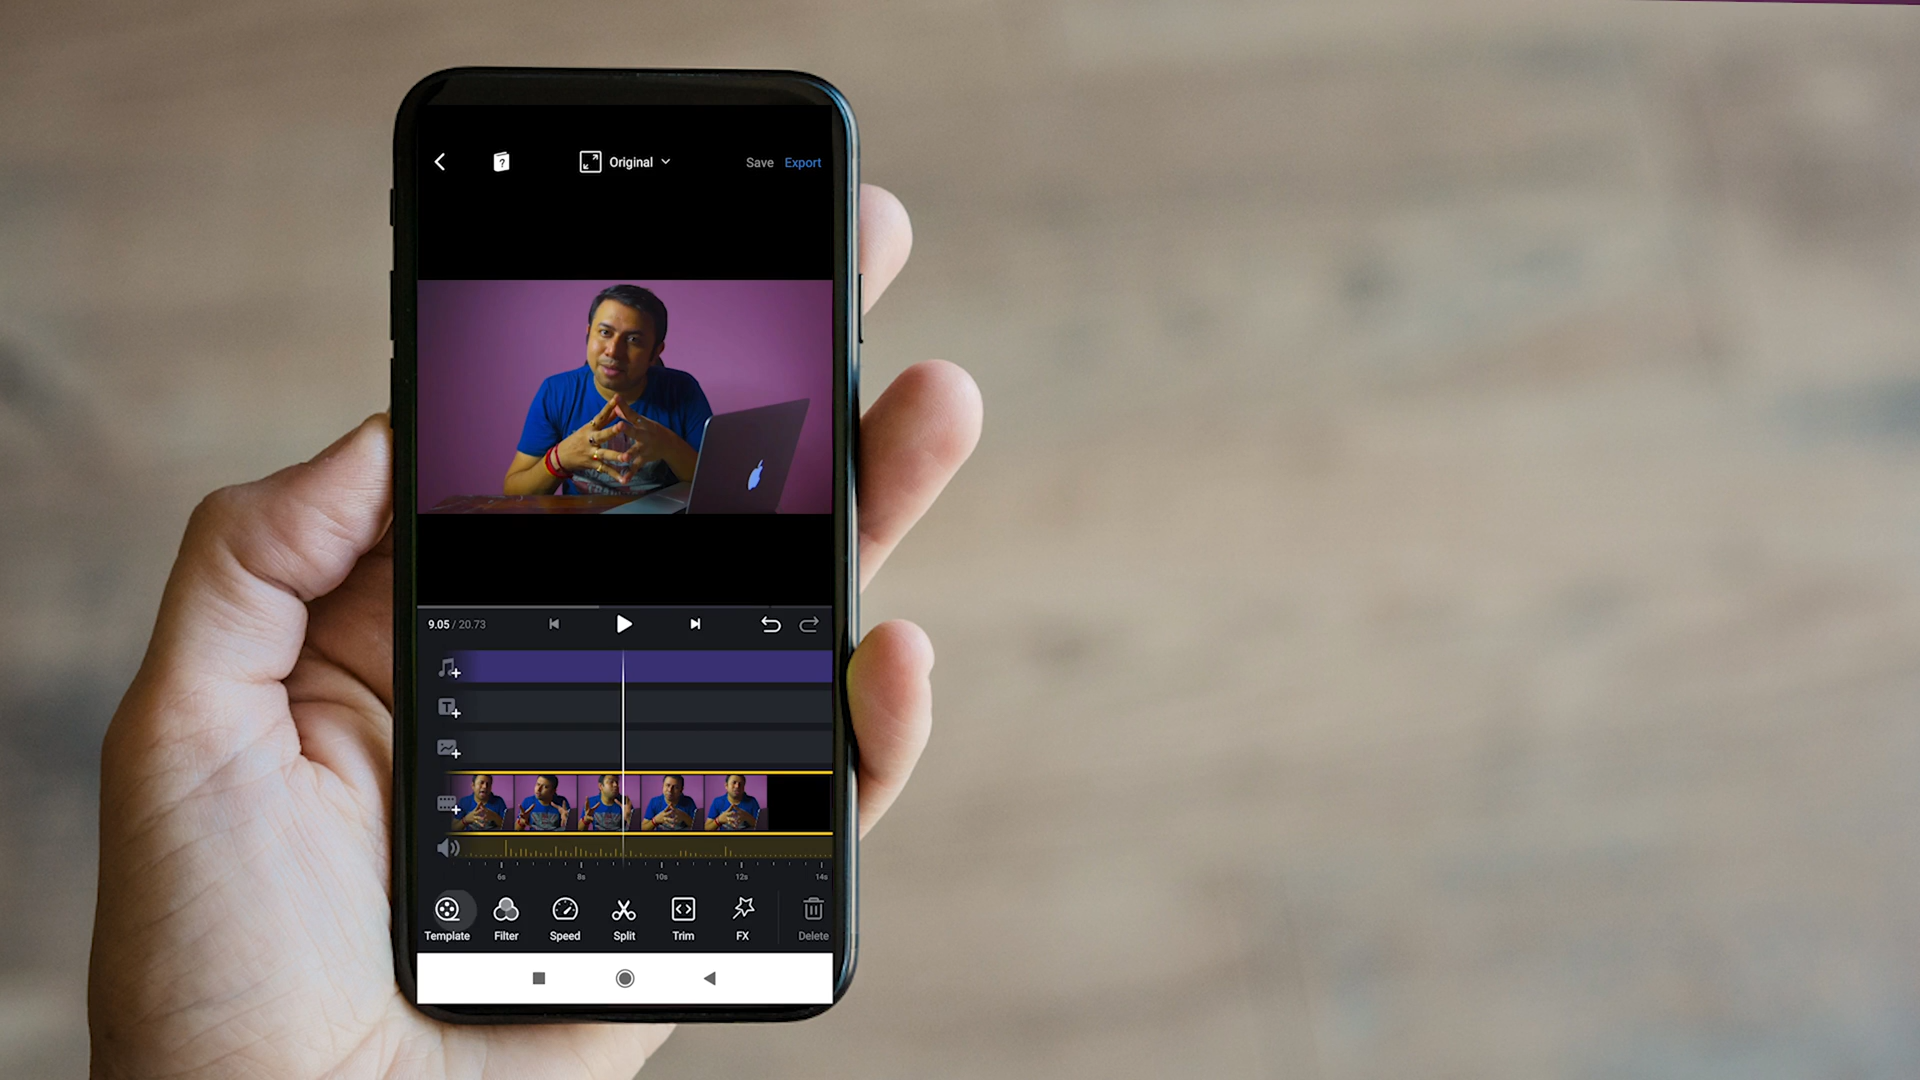 ? Original Save Export
9.05 / 20.73
T
6s 8s 10s 12s 14s
Template Filter Speed Split Trim FX Delete